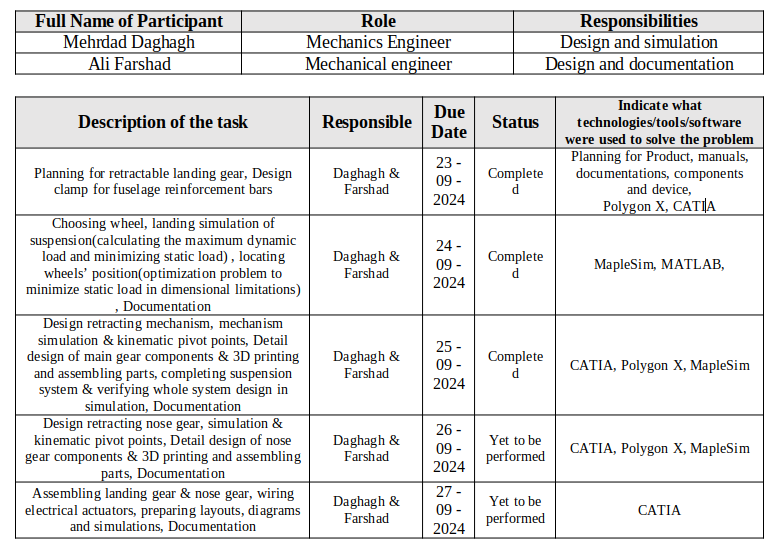 Full Name of Participant Role Responsibilities
Mehrdad Daghagh Mechanics Engineer Design and simulation
Ali Farshad Mechanical engineer Design and documentation
Description of the task Responsible Due Date Status Indicate what technologies/tools/software were used to solve the problem
Planning for retractable landing gear, Design
clamp for fuselage reinforcement bars
Daghagh &
Farshad
23 -
09 -
2024
Complete
d
Planning for Product, manuals,
documentations, components
and device,
Polygon X, CATIA
Choosing wheel, landing simulation of
suspension(calculating the maximum dynamic
load and minimizing static load) , locating
wheels' position(optimization problem to
minimize static load in dimensional limitations)
, Documentation
Daghagh &
Farshad
24 -
09 -
2024
Complete
d
MapleSim, MATLAB,
Design retracting mechanism, mechanism
simulation & kinematic pivot points, Detail
design of main gear components & 3D printing
and assembling parts, completing suspension
system & verifying whole system design in
simulation, Documentation
Daghagh &
Farshad
25 -
09 -
2024
Complete
d
CATIA, Polygon X, MapleSim
Design retracting nose gear, simulation &
kinematic pivot points, Detail design of nose
gear components & 3D printing and assembling
parts, Documentation
Daghagh &
Farshad
26 -
09 -
2024
Yet to be
performed
CATIA, Polygon X, MapleSim
Assembling landing gear & nose gear, wiring
electrical actuators, preparing layouts, diagrams
and simulations, Documentation
Daghagh &
Farshad
27 -
09 -
2024
Yet to be
performed
CATIA